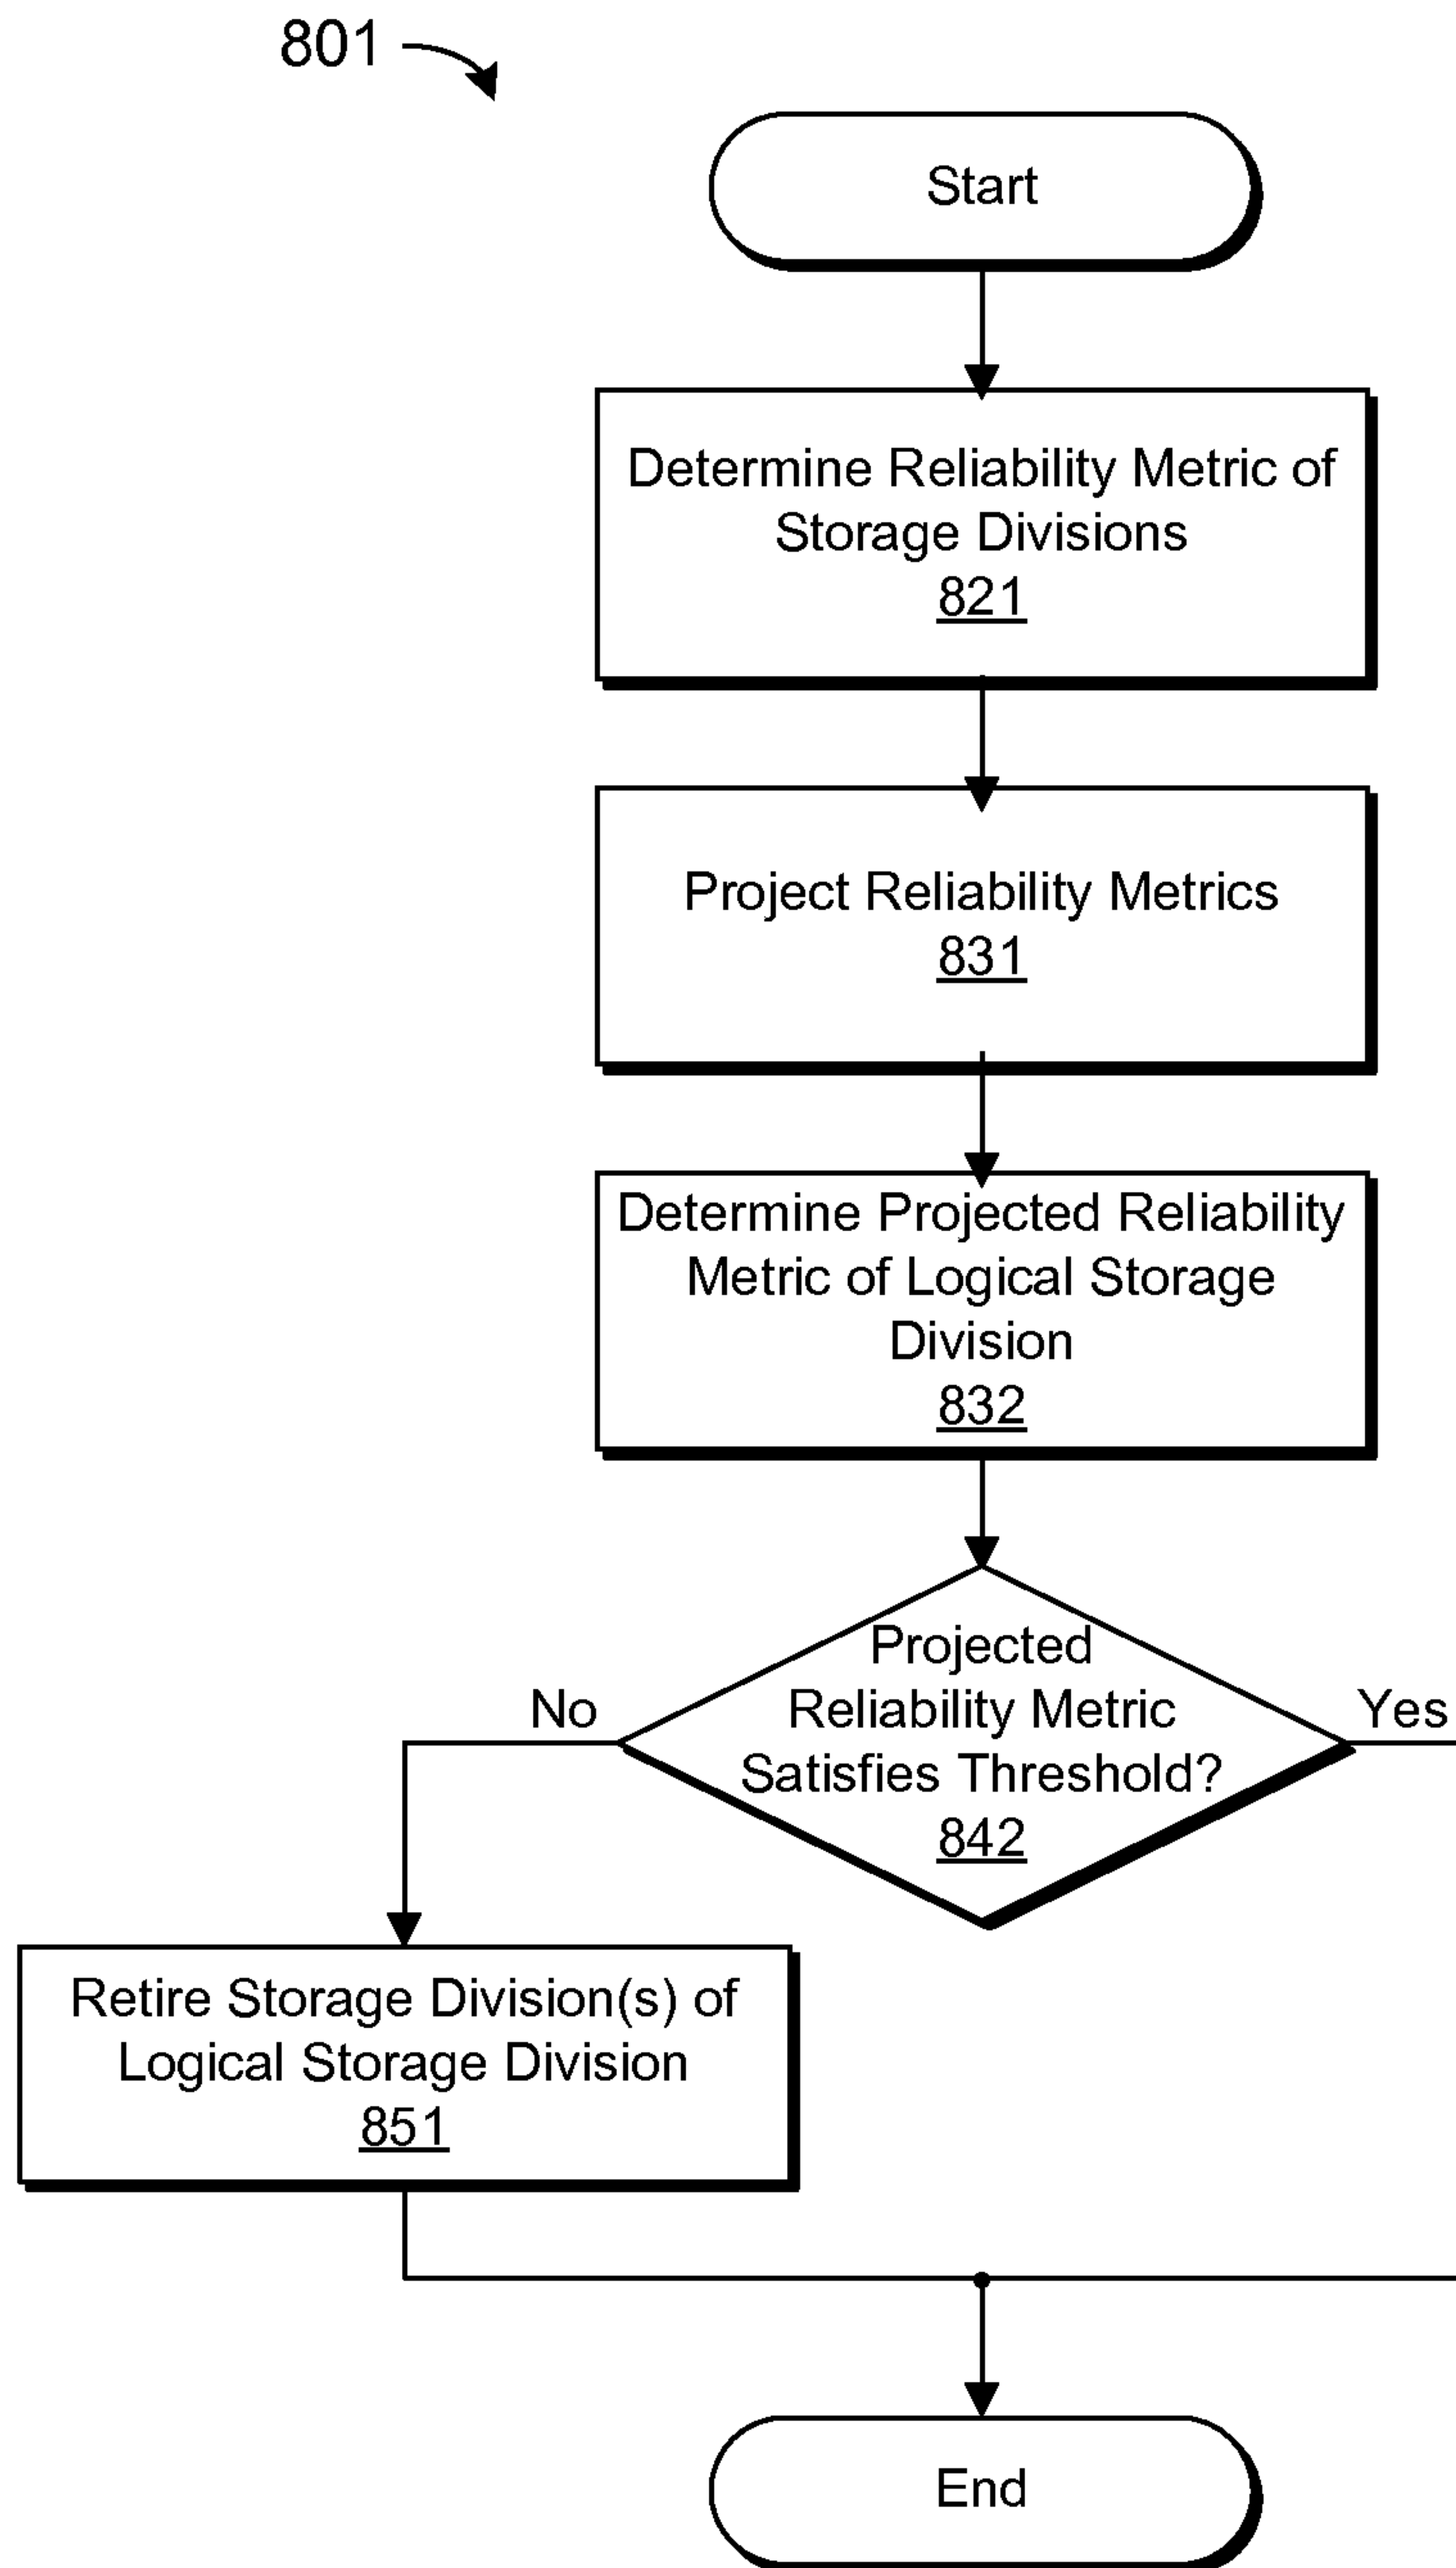 801
Start
Determine Reliability Metric of
Storage Divisions
821
Project Reliability Metrics
831
Determine Projected Reliability
Metric of Logical Storage
Division
832
Projected
Reliability Metric
Satisfies Threshold?
842
No
Yes
Retire Storage Division(s) of
Logical Storage Division
851
End